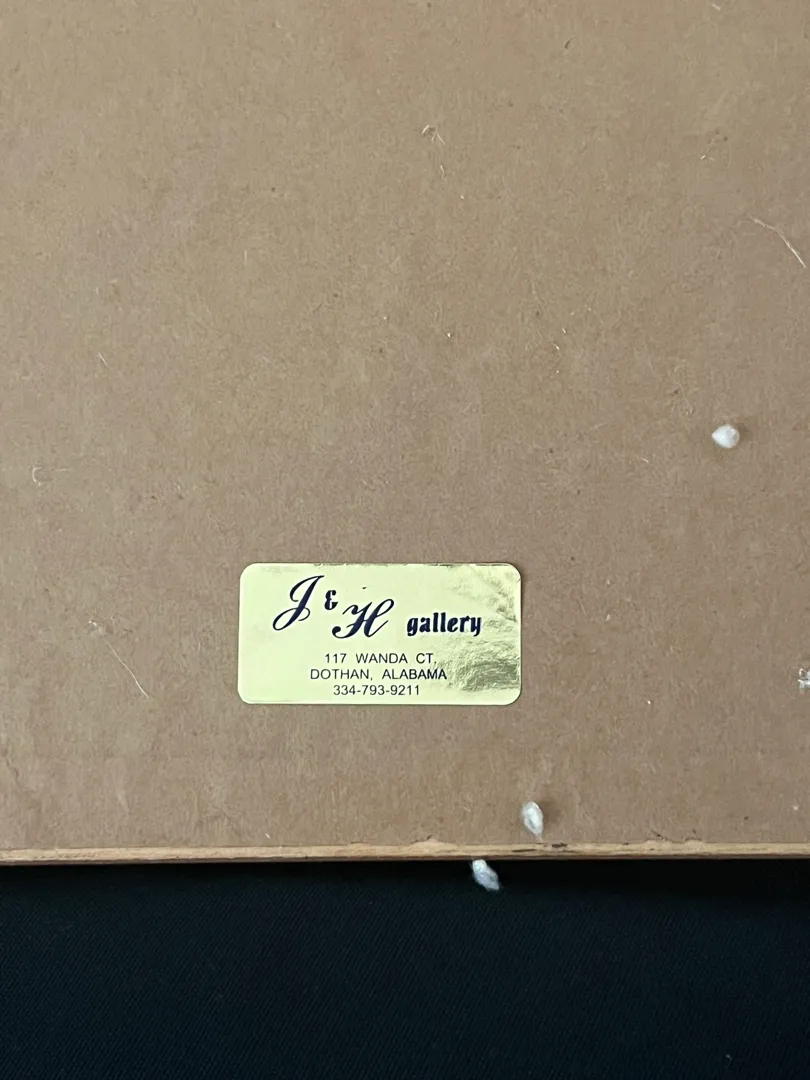 J & H gallery
117 WANDA CT,
DOTHAN, ALABAMA
334-793-9211